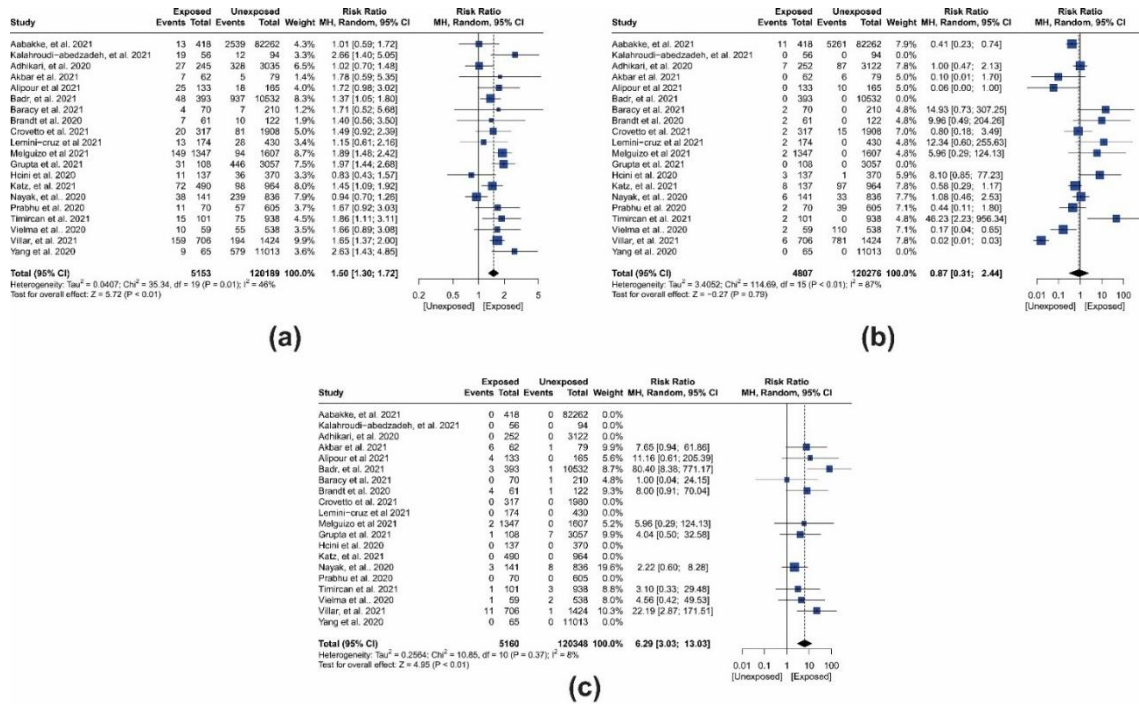 Exposed Unexposed Risk Ratio
Study Events Total Events Total Weight MH, Random, 95% CI
Aabakke, et al. 2021 13 418 2539 82262 4.3% 1.01 [0.59; 1.72]
Kalahroudi-abedzadeh, et al. 2021 19 56 12 94 3.4% 2.66 [1.40; 5.05]
Adhikari, et al. 2020 27 245 328 3035 7.1% 1.02 [0.70; 1.48]
Akbar et al. 2021 7 62 5 79 1.4% 1.78 [0.59; 5.35]
Alipour et al. 2021 25 133 18 165 4.0% 1.72 [0.98; 3.02]
Badr, et al. 2021 48 393 937 10532 9.8% 1.37 [1.05; 1.80]
Baracy et al. 2021 4 70 7 210 1.2% 1.71 [0.52; 5.68]
Brandt et al. 2020 7 61 10 122 1.9% 1.40 [0.56; 3.50]
Crovetto et al. 2021 20 317 81 1908 5.2% 1.49 [0.92; 2.39]
Lemini-cruz et al 2021 13 174 28 430 3.4% 1.15 [0.61; 2.16]
Melguizo et al 2021 149 1347 94 1607 10.4% 1.89 [1.48; 2.42]
Grupta et al. 2021 31 108 446 3057 8.5% 1.97 [1.44; 2.68]
Hcini et al. 2020 11 137 36 370 3.3% 0.83 [0.43; 1.57]
Katz, et al. 2021 72 490 98 964 9.4% 1.45 [1.09; 1.92]
Nayak, et al.. 2020 38 141 239 836 9.0% 0.94 [0.70; 1.26]
Prabhu et al. 2020 11 70 57 605 3.7% 1.67 [0.92; 3.03]
Timircan et al. 2021 15 101 75 938 4.6% 1.86 [1.11; 3.11]
Vielma et al.. 2020 10 59 55 538 3.4% 1.66 [0.89; 3.08]
Villar, et al. 2021 159 706 194 1424 11.7% 1.65 [1.37; 2.00]
Yang et al. 2020 9 65 579 11013 4.0% 2.63 [1.43; 4.85]
Total (95% CI) 5153 120189 100.0% 1.50 [1.30; 1.72]
Heterogeneity: Tau² = 0.0407; Chi² = 35.34, df = 19 (P = 0.01); I² = 46%
Test for overall effect: Z = 5.72 (P < 0.01)
Risk Ratio
MH, Random, 95% CI
0.2 0.5 1 2 5
[Unexposed] [Exposed]
(a)
Exposed Unexposed Risk Ratio
Study Events Total Events Total Weight MH, Random, 95% CI
Aabakke, et al. 2021 11 418 5261 82262 7.9% 0.41 [0.23; 0.74]
Kalahroudi-abedzadeh, et al. 2021 0 56 0 94 0.0%
Adhikari, et al. 2020 7 252 87 3122 7.8% 1.00 [0.47; 2.13]
Akbar et al. 2021 0 62 6 79 4.8% 0.10 [0.01; 1.70]
Alipour et al 2021 0 133 10 165 4.8% 0.06 [0.00; 1.00]
Badr, et al. 2021 0 393 0 10532 0.0%
Baracy et al. 2021 2 70 0 210 4.5% 14.93 [0.73; 307.25]
Brandt et al. 2020 2 61 0 122 4.5% 9.96 [0.49; 204.26]
Crovetto et al. 2021 2 317 15 1908 6.8% 0.80 [0.18; 3.49]
Lemini-cruz et al 2021 2 174 0 430 4.5% 12.34 [0.60; 255.63]
Melguizo et al 2021 2 1347 0 1607 4.5% 5.96 [0.29; 124.13]
Grupta et al. 2021 0 108 0 3057 0.0%
Hcini et al. 2020 3 137 1 370 5.7% 8.10 [0.85; 77.23]
Katz, et al. 2021 8 137 97 964 7.8% 0.58 [0.29; 1.17]
Nayak, et al.. 2020 6 141 33 836 7.7% 1.08 [0.46; 2.53]
Prabhu et al. 2020 2 70 39 605 6.9% 0.44 [0.11; 1.80]
Timircan et al. 2021 2 101 0 938 4.5% 46.23 [2.23; 956.34]
Vielma et al.. 2020 2 59 110 538 6.9% 0.17 [0.04; 0.65]
Villar, et al. 2021 6 706 781 1424 7.7% 0.02 [0.01; 0.03]
Yang et al. 2020 0 65 0 11013 0.0%
Total (95% CI) 4807 120276 100.0% 0.87 [0.31; 2.44]
Heterogeneity: Tau² = 3.4052; Chi² = 114.69, df = 15 (P < 0.01); I² = 87%
Test for overall effect: Z = −0.27 (P = 0.79)
Risk Ratio
MH, Random, 95% CI
0.01 0.1 1 10 100
[Unexposed] [Exposed]
(b)
Exposed Unexposed Risk Ratio
Study Events Total Events Total Weight MH, Random, 95% CI
Aabakke, et al. 2021 0 418 0 82262 0.0%
Kalahroudi-abedzadeh, et al. 2021 0 56 0 94 0.0%
Adhikari, et al. 2020 0 252 0 3122 0.0%
Akbar et al. 2021 6 62 1 79 9.9% 7.65 [0.94; 61.86]
Alipour et al 2021 4 133 0 165 5.6% 11.16 [0.61; 205.39]
Badr, et al. 2021 3 393 1 10532 8.7% 80.40 [8.38; 771.17]
Baracy et al. 2021 0 70 1 210 4.8% 1.00 [0.04; 24.15]
Brandt et al. 2020 4 61 1 122 9.2% 8.00 [0.91; 70.04]
Crovetto et al. 2021 0 317 0 1980 0.0%
Lemini-cruz et al 2021 0 174 0 430 0.0%
Melguizo et al 2021 2 1347 0 1607 5.2% 5.96 [0.29; 124.13]
Grupta et al. 2021 1 108 7 3057 9.9% 4.04 [0.50; 32.58]
Hcini et al. 2020 0 137 0 370 0.0%
Katz, et al. 2021 0 490 0 964 0.0%
Nayak, et al.. 2020 3 141 8 836 19.6% 2.22 [0.60; 8.28]
Prabhu et al. 2020 0 70 0 605 0.0%
Timircan et al. 2021 1 101 3 938 8.7% 3.10 [0.33; 29.48]
Vielma et al.. 2020 1 59 2 538 7.9% 4.56 [0.42; 49.53]
Villar, et al. 2021 11 706 1 1424 10.3% 22.19 [2.87; 171.51]
Yang et al. 2020 0 65 0 11013 0.0%
Total (95% CI) 5160 120348 100.0% 6.29 [3.03; 13.03]
Heterogeneity: Tau² = 0.2564; Chi² = 10.85, df = 10 (P = 0.37); I² = 8%
Test for overall effect: Z = 4.95 (P < 0.01)
Risk Ratio
MH, Random, 95% CI
0.01 0.1 1 10 100
[Unexposed] [Exposed]
(c)